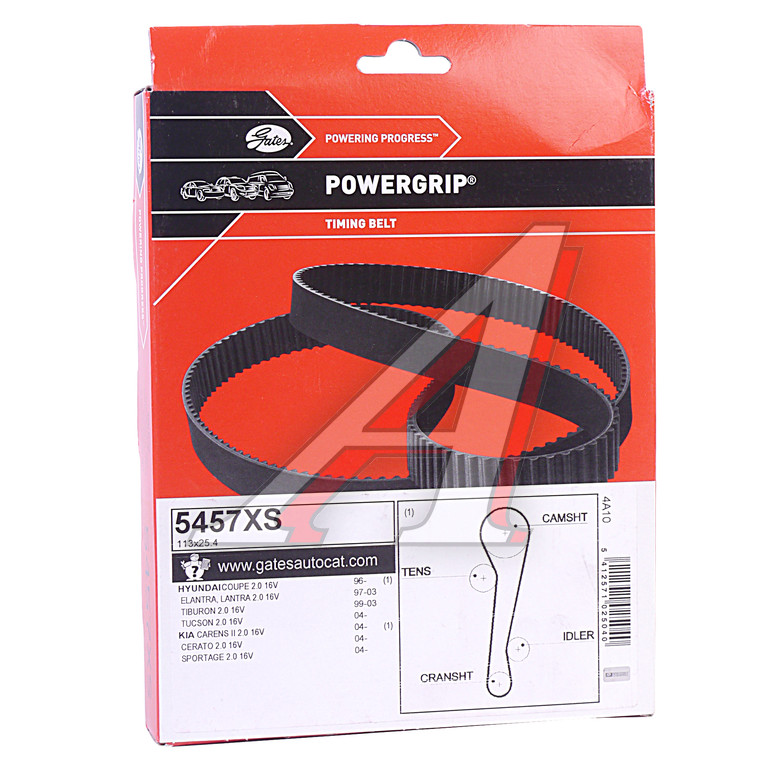 Gates
POWERING PROGRESS™
POWERGRIP®
TIMING BELT
5457XS
113x25.4
www.gatesautocat.com
HYUNDAI COUPE 2.0 16V 96- (1)
ELANTRA, LANTRA 2.0 16V 97-03
TIBURON 2.0 16V 99-03
TUCSON 2.0 16V 04-
KIA CARENS II 2.0 16V 04- (1)
CERATO 2.0 16V 04-
SPORTAGE 2.0 16V 04-
(1)
CAMSHT
TENS
IDLER
CRANSHT
4A10
5 412571 025040